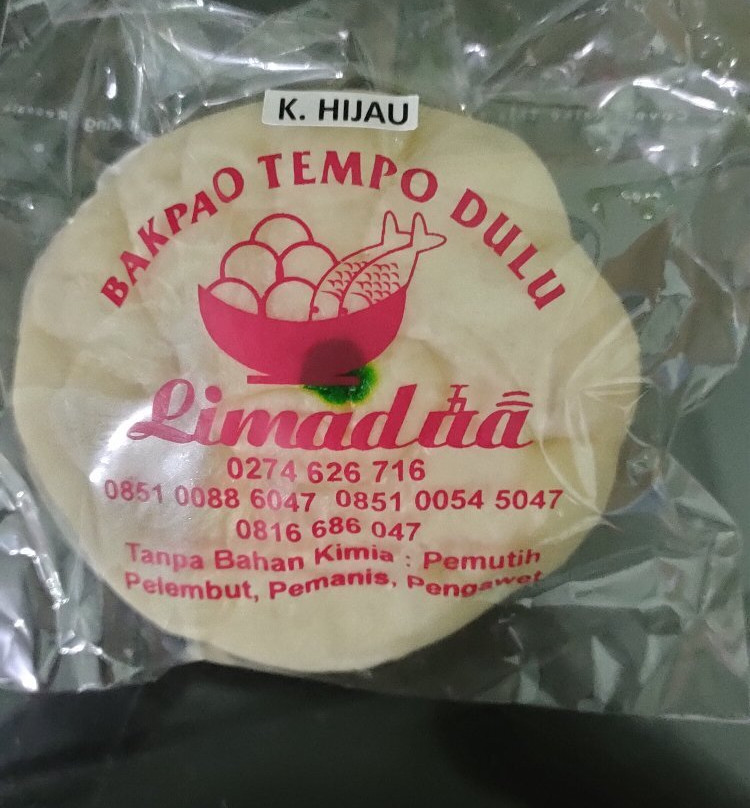 K. HIJAU
BAKPAO TEMPO DULU
Limadua
0274 626 716
0851 0088 6047 0851 0054 5047
0816 686 047
Tanpa Bahan Kimia : Pemutih
Pelembut, Pemanis, Pengawet